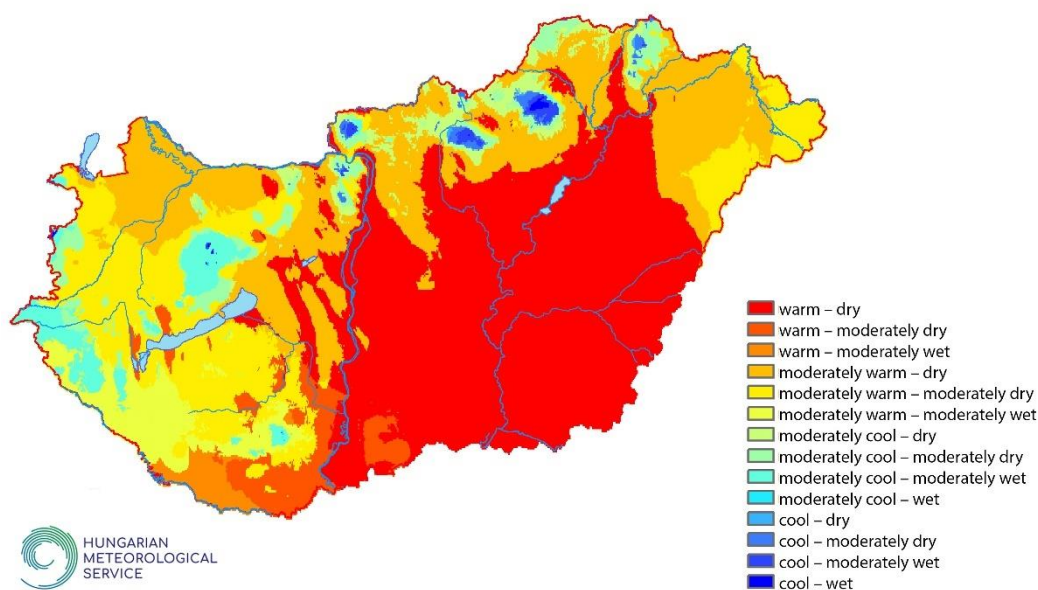 warm – dry
warm – moderately dry
warm – moderately wet
moderately warm – dry
moderately warm – moderately dry
moderately warm – moderately wet
moderately cool – dry
moderately cool – moderately dry
moderately cool – moderately wet
moderately cool – wet
cool – dry
cool – moderately dry
cool – moderately wet
cool – wet
HUNGARIAN
METEOROLOGICAL
SERVICE